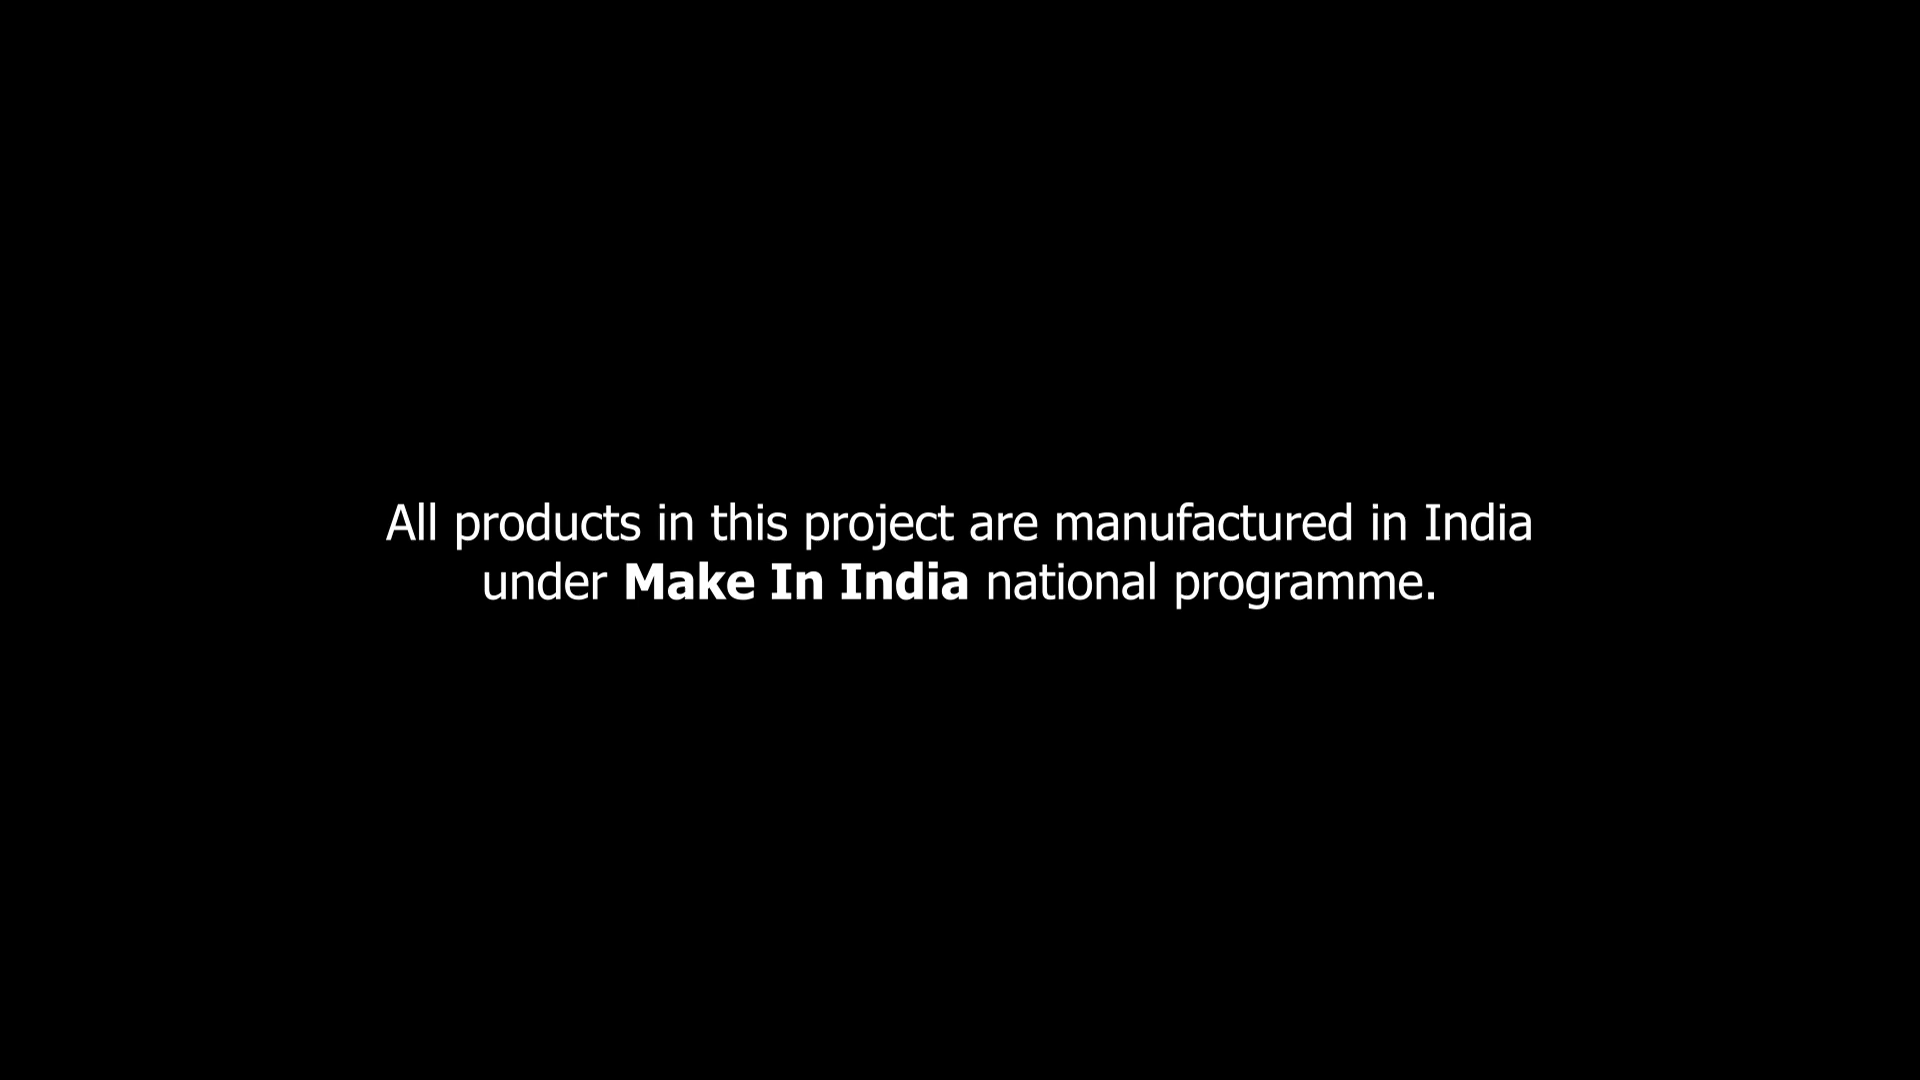 All products in this project are manufactured in India
under Make In India national programme.